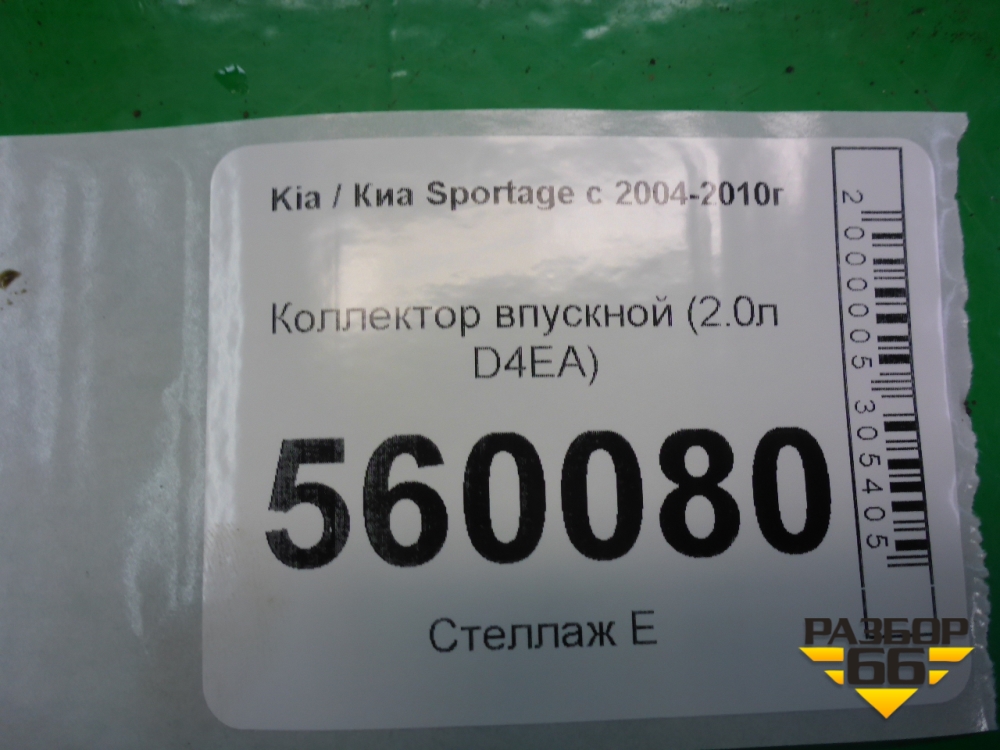 Kia / Киа Sportage с 2004-2010г
Коллектор впускной (2.0л
D4EA)
560080
Стеллаж Е
2000005305405
РАЗБОР
66